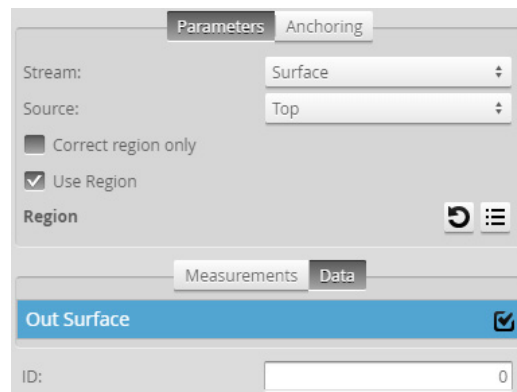 Parameters Anchoring
Stream: Surface
Source: Top
Correct region only
Use Region
Region
Measurements Data
Out Surface
ID: 0